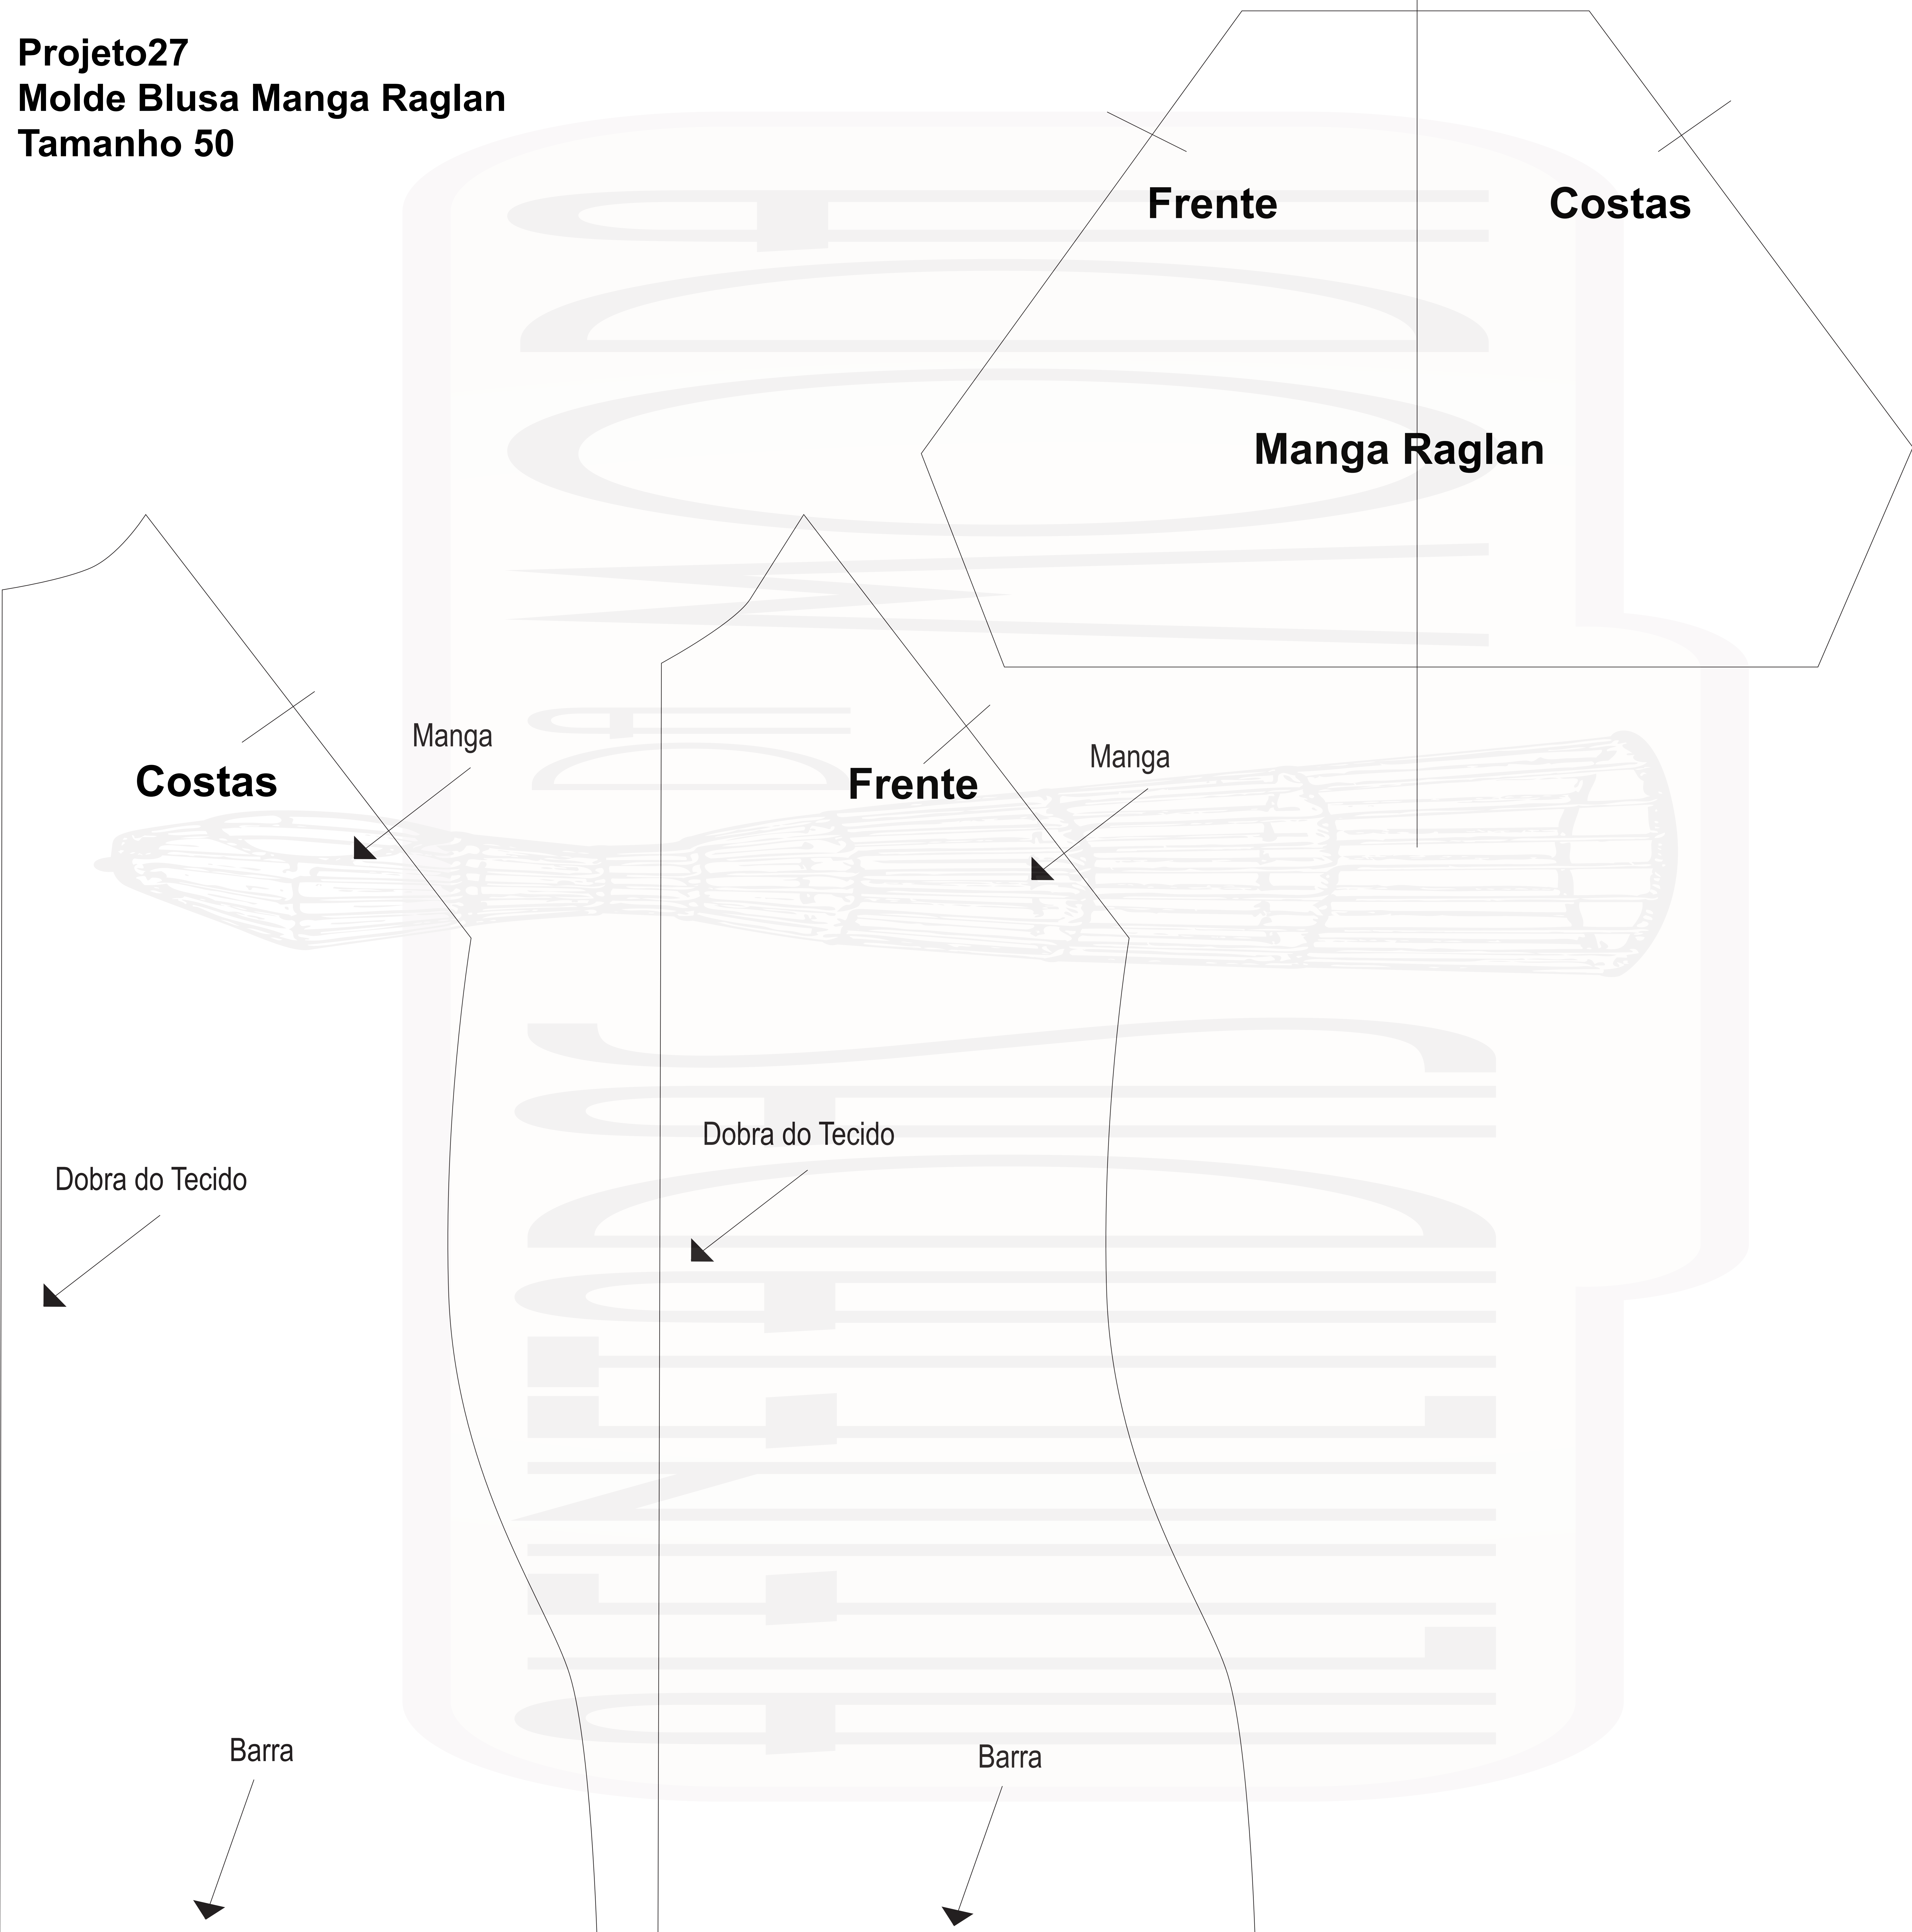 Projeto27
Molde Blusa Manga Raglan
Tamanho 50
Frente
Costas
Manga Raglan
Manga
Costas
Manga
Frente
Dobra do Tecido
Dobra do Tecido
Barra
Barra